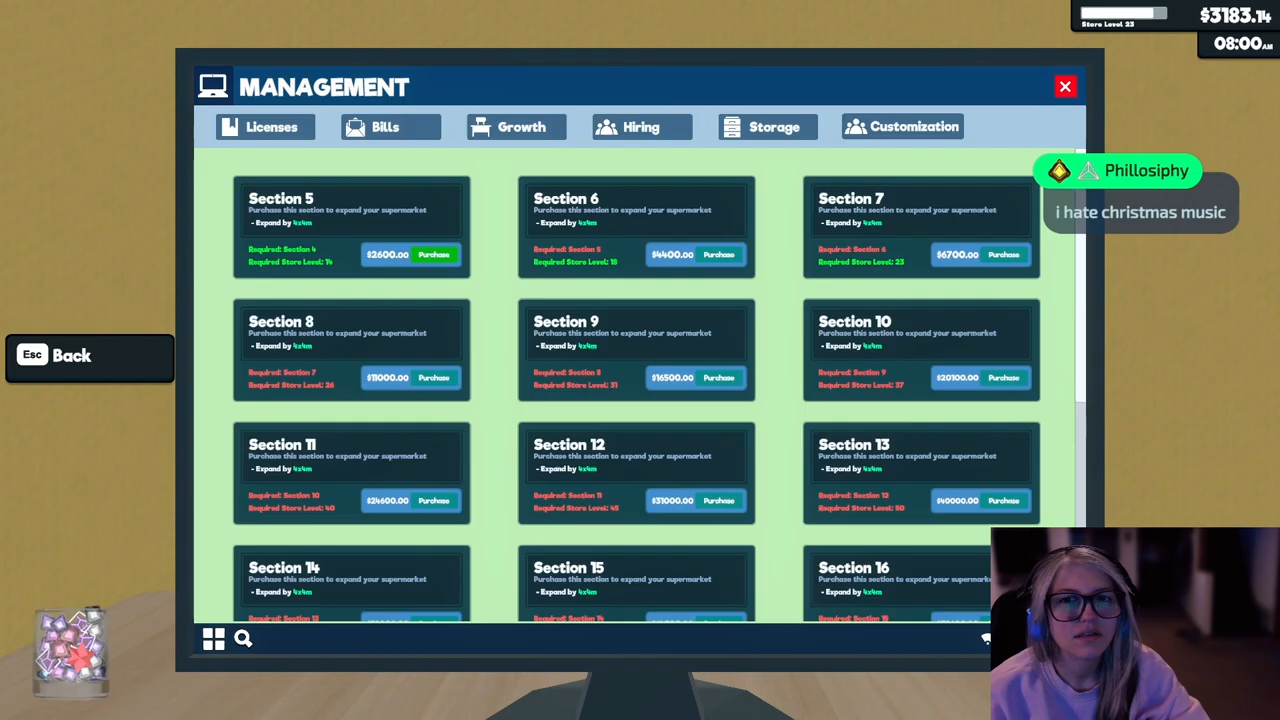 $3183.14
Store Level 23
08:00AM
MANAGEMENT
Licenses
Bills
Growth
Hiring
Storage
Customization
Phillosiphy
i hate christmas music
Section 5
Purchase this section to expand your supermarket
- Expand by 4x4m
Required: Section 4
Required Store Level: 14
$2600.00 Purchase
Section 6
Purchase this section to expand your supermarket
- Expand by 4x4m
Required: Section 5
Required Store Level: 18
$4400.00 Purchase
Section 7
Purchase this section to expand your supermarket
- Expand by 4x4m
Required: Section 6
Required Store Level: 23
$6700.00 Purchase
Section 8
Purchase this section to expand your supermarket
- Expand by 4x4m
Required: Section 7
Required Store Level: 26
$11000.00 Purchase
Section 9
Purchase this section to expand your supermarket
- Expand by 4x4m
Required: Section 8
Required Store Level: 31
$16500.00 Purchase
Section 10
Purchase this section to expand your supermarket
- Expand by 4x4m
Required: Section 9
Required Store Level: 37
$20100.00 Purchase
Esc Back
Section 11
Purchase this section to expand your supermarket
- Expand by 4x4m
Required: Section 10
Required Store Level: 40
$24600.00 Purchase
Section 12
Purchase this section to expand your supermarket
- Expand by 4x4m
Required: Section 11
Required Store Level: 45
$31000.00 Purchase
Section 13
Purchase this section to expand your supermarket
- Expand by 4x4m
Required: Section 12
Required Store Level: 50
$40000.00 Purchase
Section 14
Purchase this section to expand your supermarket
- Expand by 4x4m
Section 15
Purchase this section to expand your supermarket
- Expand by 4x4m
Section 16
Purchase this section to expand your
- Expand by 4x4m